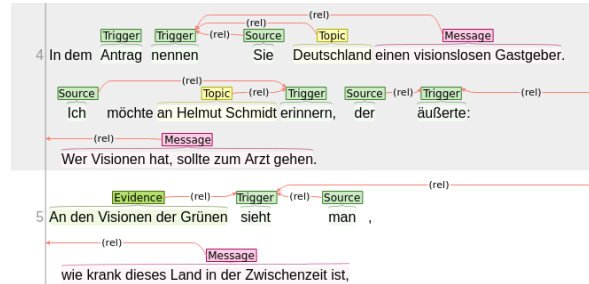 (rel)
Trigger Trigger (rel) Source (rel) Topic Message
4 In dem Antrag nennen Sie Deutschland einen visionslosen Gastgeber.
(rel)
Source Topic (rel) Trigger Source (rel) Trigger (rel)
Ich möchte an Helmut Schmidt erinnern, der äußerte:
(rel) Message
Wer Visionen hat, sollte zum Arzt gehen.
(rel)
Evidence (rel) Trigger (rel) Source
5 An den Visionen der Grünen sieht man ,
(rel)
Message
wie krank dieses Land in der Zwischenzeit ist,